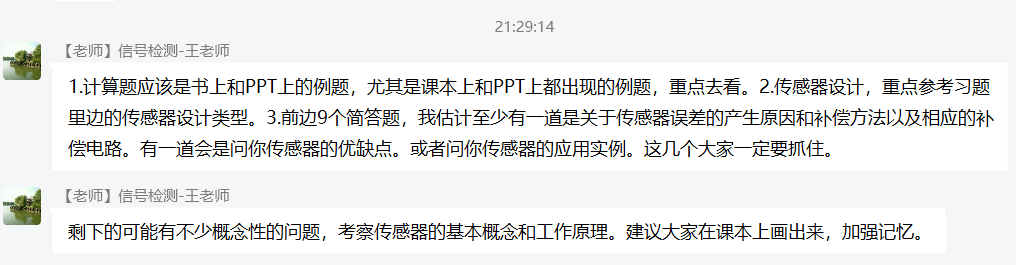 21:29:14
【老师】信号检测-王老师
1.计算题应该是书上和PPT上的例题，尤其是课本上和PPT上都出现的例题，重点去看。2.传感器设计，重点参考习题
里边的传感器设计类型。3.前边9个简答题，我估计至少有一道是关于传感器误差的产生原因和补偿方法以及相应的补
偿电路。有一道会是问你传感器的优缺点。或者问你传感器的应用实例。这几个大家一定要抓住。
【老师】信号检测-王老师
剩下的可能有不少概念性的问题，考察传感器的基本概念和工作原理。建议大家在课本上画出来，加强记忆。